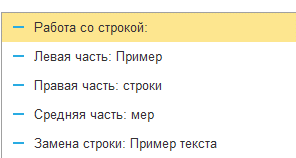 Работа со строкой:
Левая часть: Пример
Правая часть: строки
Средняя часть: мер
Замена строки: Пример текста